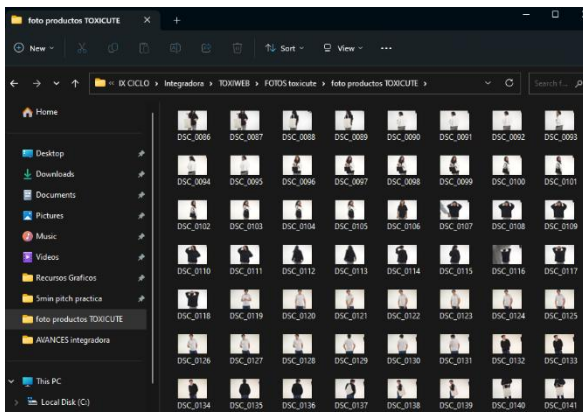 foto productos TOXICUTE
New
Sort
View
« IX CICLO > Integradora > TOXIWEB > FOTOS toxicute > foto productos TOXICUTE >
Search f...
Home
Desktop
Downloads
Documents
Pictures
Music
Videos
Recursos Graficos
5min pitch practica
foto productos TOXICUTE
AVANCES integradora
This PC
Local Disk (C:)
DSC_0086 DSC_0087 DSC_0088 DSC_0089 DSC_0090 DSC_0091 DSC_0092 DSC_0093
DSC_0094 DSC_0095 DSC_0096 DSC_0097 DSC_0098 DSC_0099 DSC_0100 DSC_0101
DSC_0102 DSC_0103 DSC_0104 DSC_0105 DSC_0106 DSC_0107 DSC_0108 DSC_0109
DSC_0110 DSC_0111 DSC_0112 DSC_0113 DSC_0114 DSC_0115 DSC_0116 DSC_0117
DSC_0118 DSC_0119 DSC_0120 DSC_0121 DSC_0122 DSC_0123 DSC_0124 DSC_0125
DSC_0126 DSC_0127 DSC_0128 DSC_0129 DSC_0130 DSC_0131 DSC_0132 DSC_0133
DSC_0134 DSC_0135 DSC_0136 DSC_0137 DSC_0138 DSC_0139 DSC_0140 DSC_0141